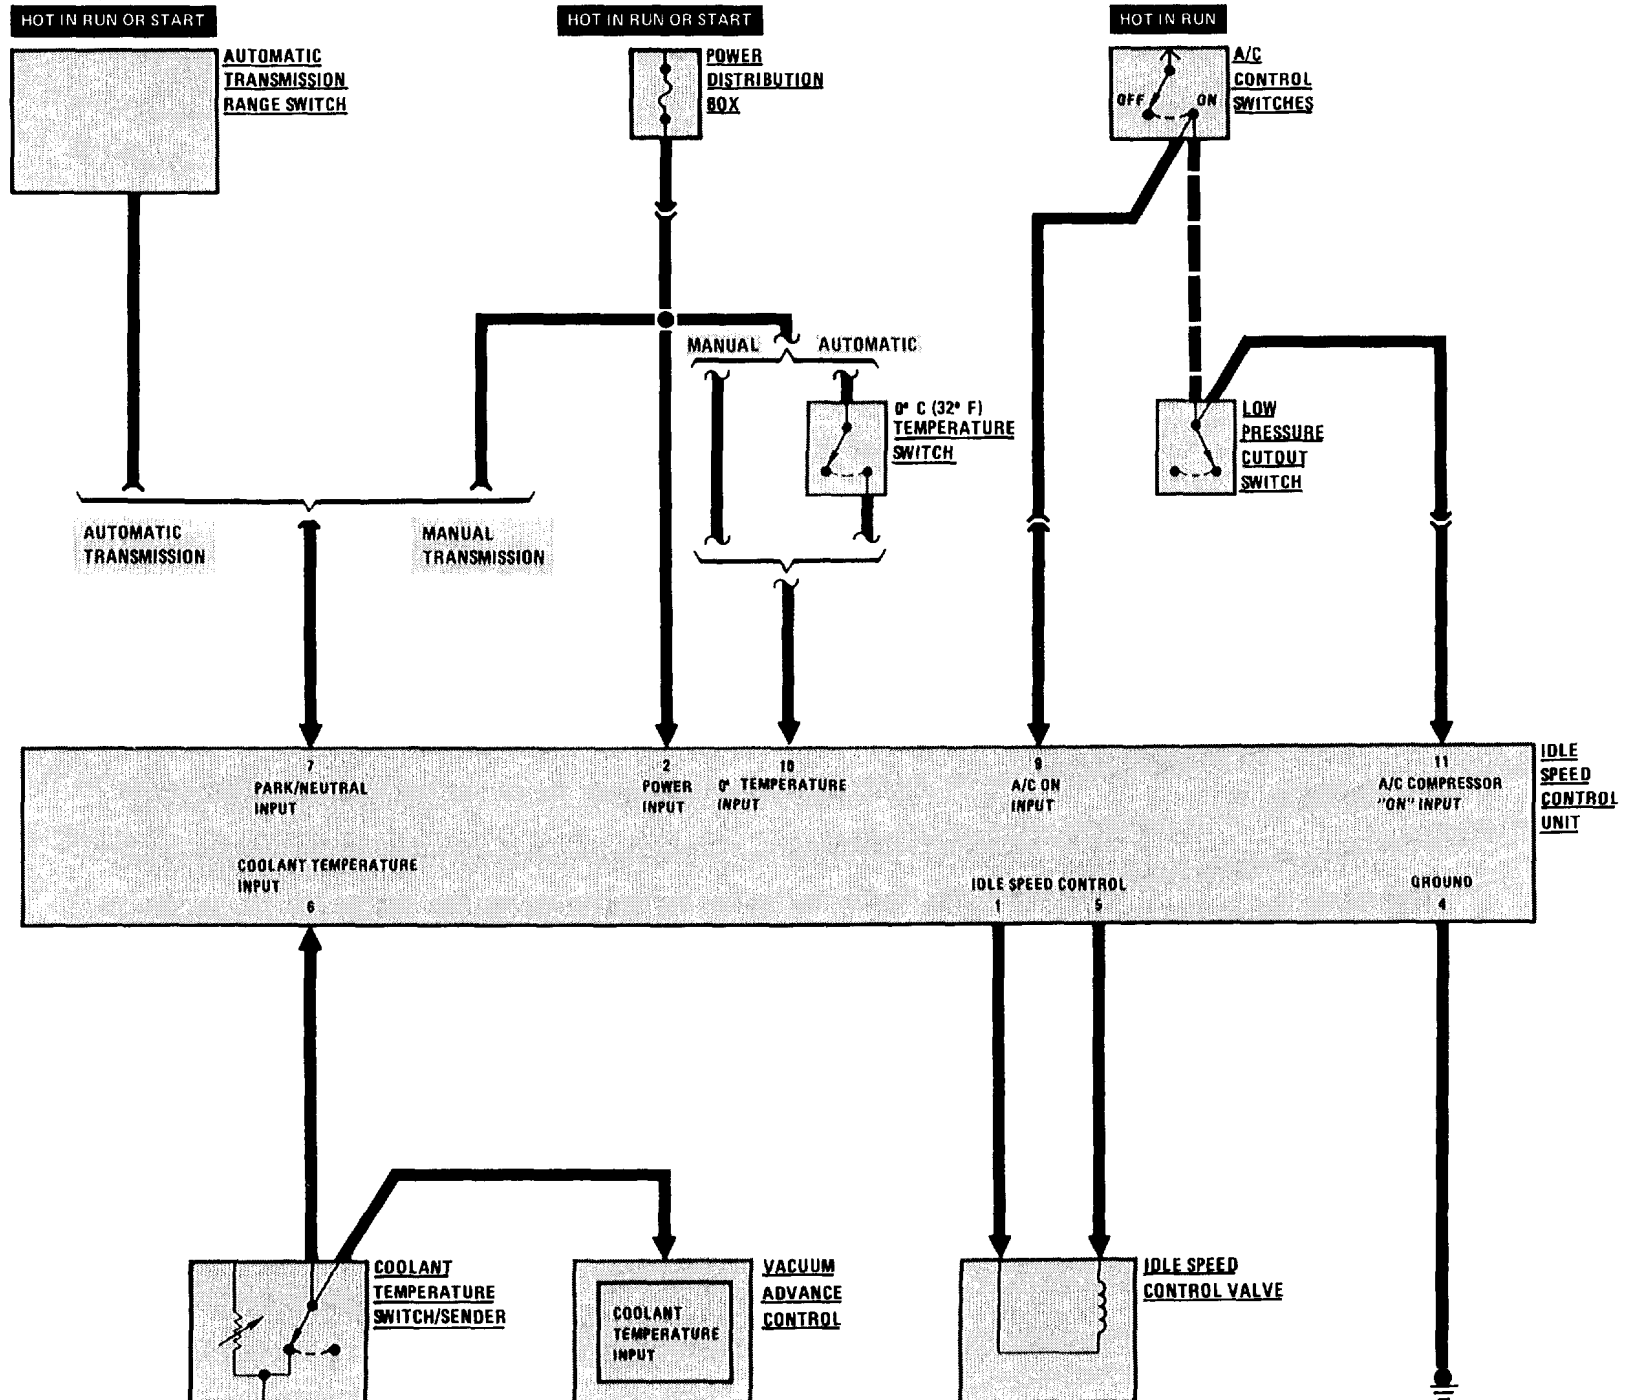 HOT IN RUN OR START
HOT IN RUN OR START
HOT IN RUN
AUTOMATIC
TRANSMISSION
RANGE SWITCH
POWER
DISTRIBUTION
BOX
A/C
CONTROL
SWITCHES
OFF
ON
MANUAL
AUTOMATIC
0° C (32° F)
TEMPERATURE
SWITCH
LOW
PRESSURE
CUTOUT
SWITCH
AUTOMATIC
TRANSMISSION
MANUAL
TRANSMISSION
7
PARK/NEUTRAL
INPUT
2
POWER
INPUT
10
0° TEMPERATURE
INPUT
9
A/C ON
INPUT
11
A/C COMPRESSOR
"ON" INPUT
IDLE
SPEED
CONTROL
UNIT
COOLANT TEMPERATURE
INPUT
6
IDLE SPEED CONTROL
1
5
GROUND
4
COOLANT
TEMPERATURE
SWITCH/SENDER
COOLANT
TEMPERATURE
INPUT
VACUUM
ADVANCE
CONTROL
IDLE SPEED
CONTROL VALVE